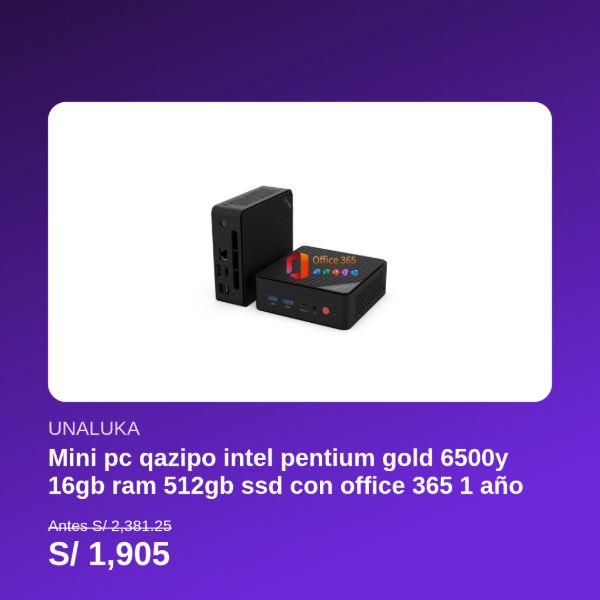 Office 365
UNALUKA
Mini pc qazipo intel pentium gold 6500y
16gb ram 512gb ssd con office 365 1 año
Antes S/ 2,381.25
S/ 1,905